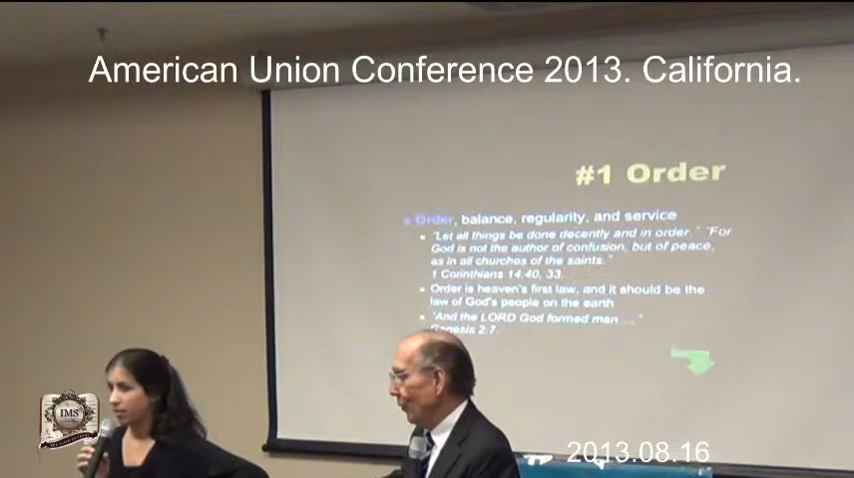 American Union Conference 2013. California.
#1 Order
Order, balance, regularity, and service
"Let all things be done decently and in order." "For
God is not the author of confusion, but of peace,
as in all churches of the saints."
1 Corinthians 14:40, 33.
Order is heaven's first law, and it should be the
law of God's people on the earth
"And the LORD God formed man...."
Genesis 2:7.
IMS
2013.08.16